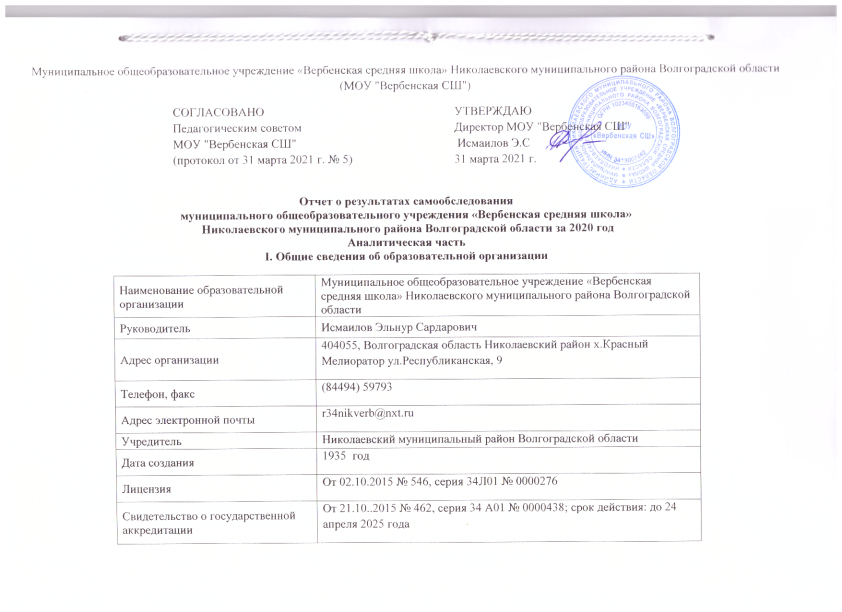 Муниципальное общеобразовательное учреждение «Вербенская средняя школа» Николаевского муниципального района Волгоградской области
(МОУ "Вербенская СШ")
СОГЛАСОВАНО
Педагогическим советом
МОУ "Вербенская СШ"
(протокол от 31 марта 2021 г. № 5)
УТВЕРЖДАЮ
Директор МОУ "Вербенская СШ"
Исмаилов Э.С
31 марта 2021 г.
«Вербенская СШ»
Отчет о результатах самообследования
муниципального общеобразовательного учреждения «Вербенская средняя школа»
Николаевского муниципального района Волгоградской области за 2020 год
Аналитическая часть
I. Общие сведения об образовательной организации
Наименование образовательной
организации
Муниципальное общеобразовательное учреждение «Вербенская
средняя школа» Николаевского муниципального района Волгоградской
области
Руководитель
Исмаилов Эльнур Сардарович
Адрес организации
404055, Волгоградская область Николаевский район х.Красный
Мелиоратор ул.Республиканская, 9
Телефон, факс
(84494) 59793
Адрес электронной почты
r34nikverb@nxt.ru
Учредитель
Николаевский муниципальный район Волгоградской области
Дата создания
1935 год
Лицензия
От 02.10.2015 № 546, серия 34Л01 № 0000276
Свидетельство о государственной
аккредитации
От 21.10..2015 № 462, серия 34 А01 № 0000438; срок действия: до 24
апреля 2025 года